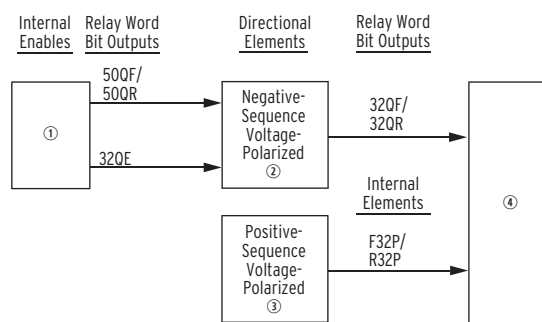 Internal
Enables
Relay Word
Bit Outputs
Directional
Elements
Relay Word
Bit Outputs
①
50QF/
50QR
32QE
Negative-
Sequence
Voltage-
Polarized
②
32QF/
32QR
④
Positive-
Sequence
Voltage-
Polarized
③
Internal
Elements
F32P/
R32P